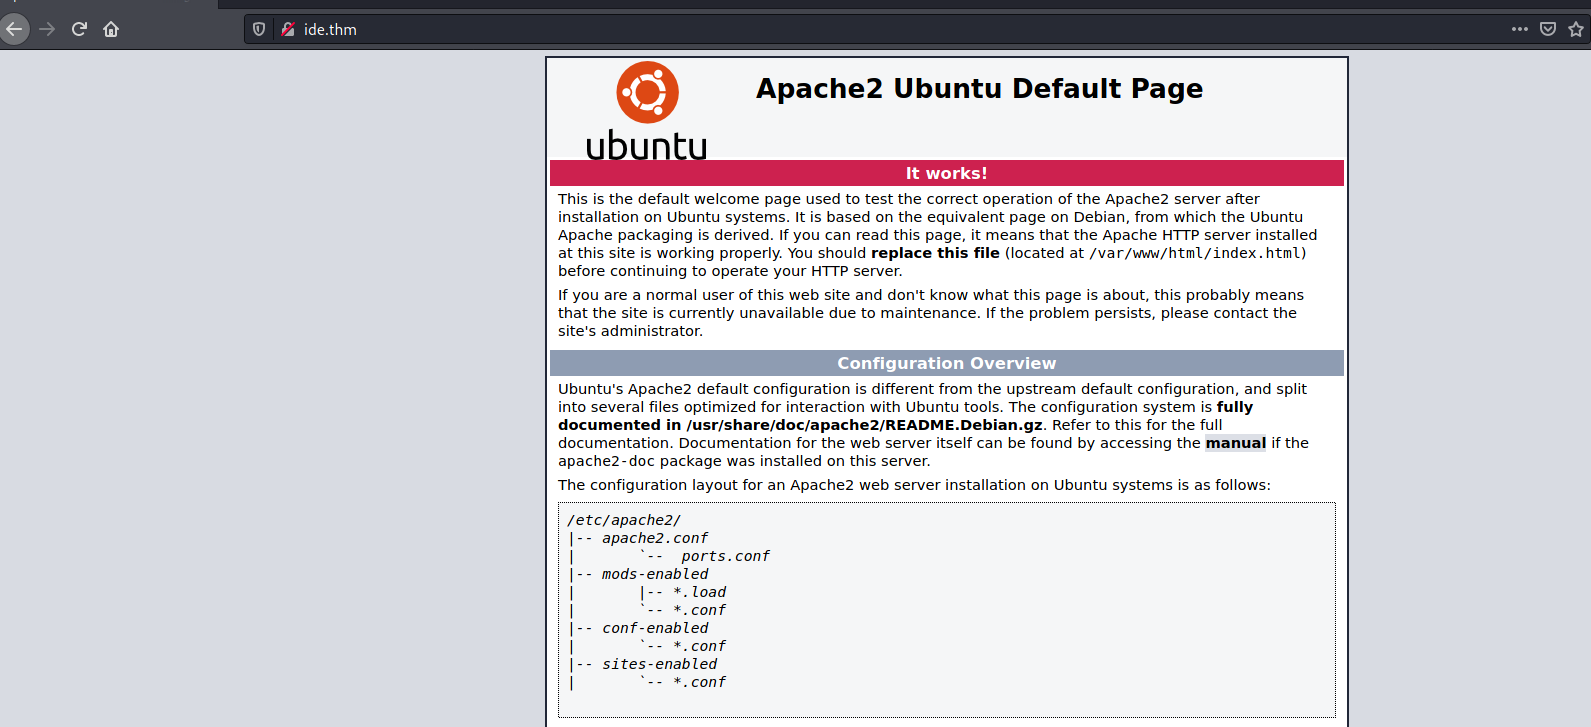 ide.thm
ubuntu
Apache2 Ubuntu Default Page
It works!
This is the default welcome page used to test the correct operation of the Apache2 server after
installation on Ubuntu systems. It is based on the equivalent page on Debian, from which the Ubuntu
Apache packaging is derived. If you can read this page, it means that the Apache HTTP server installed
at this site is working properly. You should replace this file (located at /var/www/html/index.html)
before continuing to operate your HTTP server.
If you are a normal user of this web site and don't know what this page is about, this probably means
that the site is currently unavailable due to maintenance. If the problem persists, please contact the
site's administrator.
Configuration Overview
Ubuntu's Apache2 default configuration is different from the upstream default configuration, and split
into several files optimized for interaction with Ubuntu tools. The configuration system is fully
documented in /usr/share/doc/apache2/README.Debian.gz. Refer to this for the full
documentation. Documentation for the web server itself can be found by accessing the manual if the
apache2-doc package was installed on this server.
The configuration layout for an Apache2 web server installation on Ubuntu systems is as follows:
/etc/apache2/
|-- apache2.conf
|       `--  ports.conf
|-- mods-enabled
|       |-- *.load
|       `-- *.conf
|-- conf-enabled
|       `-- *.conf
|-- sites-enabled
|       `-- *.conf